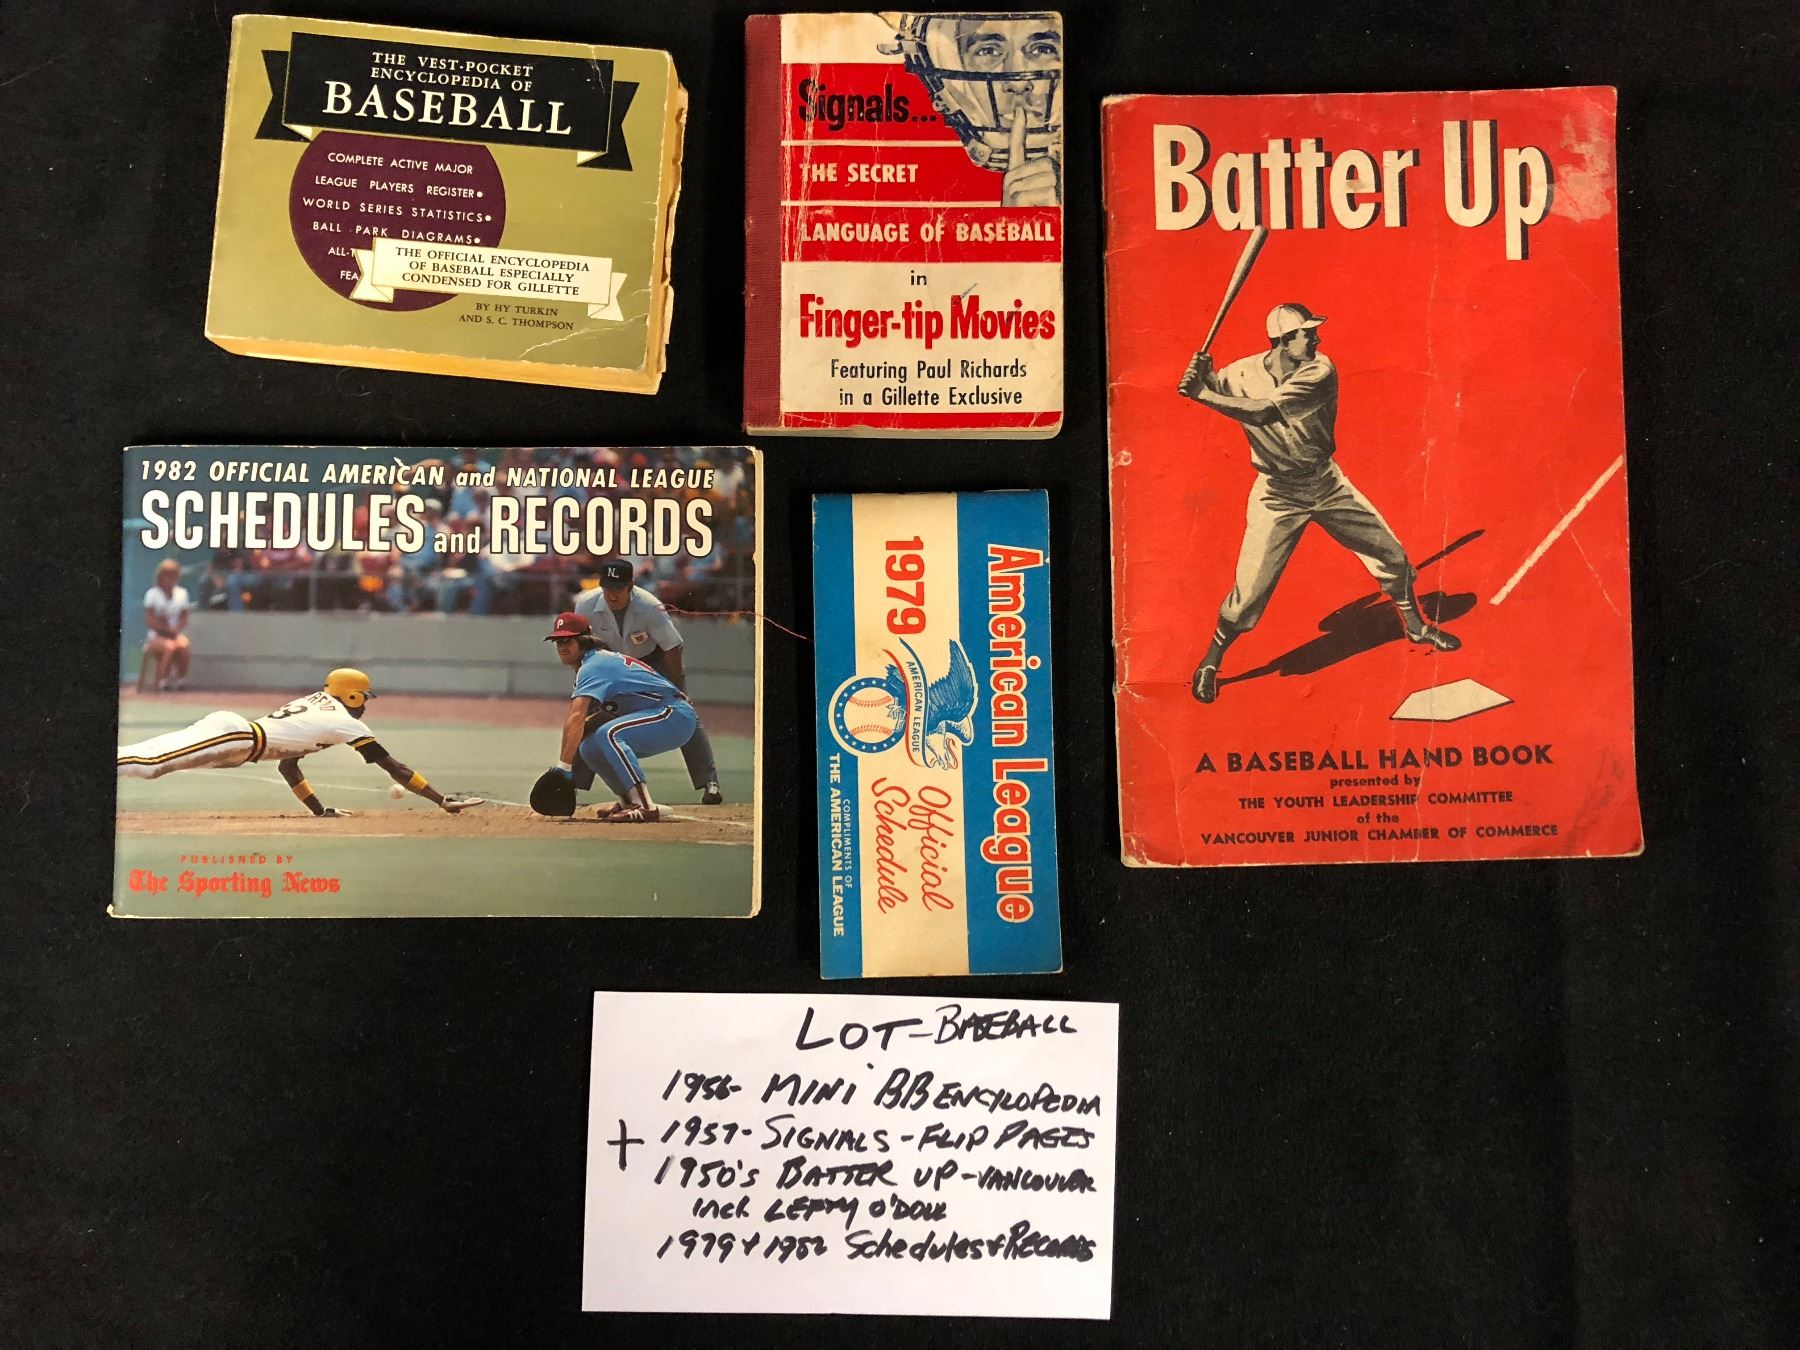 THE VEST-POCKET
ENCYCLOPEDIA OF
BASEBALL
COMPLETE ACTIVE MAJOR
LEAGUE PLAYERS REGISTER•
WORLD SERIES STATISTICS•
BALL PARK DIAGRAMS•
ALL-T
FEA
THE OFFICIAL ENCYCLOPEDIA
OF BASEBALL ESPECIALLY
CONDENSED FOR GILLETTE
BY HY TURKIN
AND S. C. THOMPSON
Signals...
THE SECRET
LANGUAGE OF BASEBALL
in
Finger-tip Movies
Featuring Paul Richards
in a Gillette Exclusive
Batter Up
A BASEBALL HAND BOOK
presented by
THE YOUTH LEADERSHIP COMMITTEE
of the
VANCOUVER JUNIOR CHAMBER OF COMMERCE
1982 OFFICIAL AMERICAN and NATIONAL LEAGUE
SCHEDULES and RECORDS
NL
P
PUBLISHED BY
The Sporting News
American League
1979
AMERICAN LEAGUE
Official
Schedule
COMPLIMENTS OF
THE AMERICAN LEAGUE
LOT-BASEBALL
1956- MINI BB ENCYLOPEDIA
+ 1957- SIGNALS - FLIP PAGES
1950's BATTER UP - VANCOUVER
incl LEFTY O'DOUL
1979 + 1982 Schedules + RECORDS